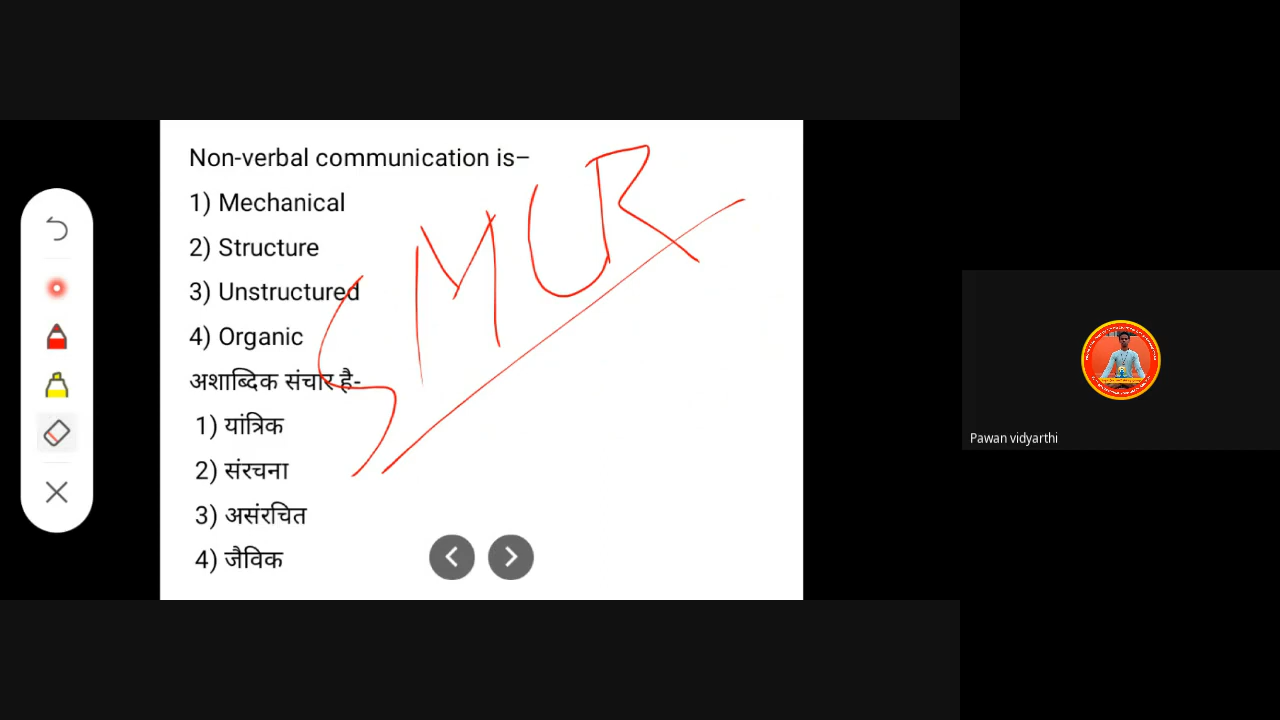 Non-verbal communication is–
1) Mechanical
2) Structure
3) Unstructured
4) Organic
अशाब्दिक संचार है-
1) यांत्रिक
2) संरचना
3) असंरचित
4) जैविक
SMCR
Pawan vidyarthi